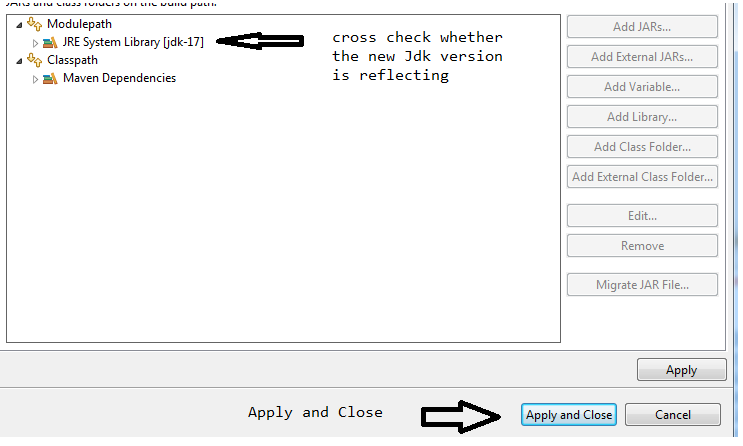 JARs and class folders on the build path:
Modulepath
JRE System Library [jdk-17]
Classpath
Maven Dependencies
cross check whether
the new Jdk version
is reflecting
Add JARs...
Add External JARs...
Add Variable...
Add Library...
Add Class Folder...
Add External Class Folder...
Edit...
Remove
Migrate JAR File...
Apply
Apply and Close
Apply and Close
Cancel